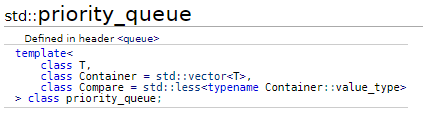 std::priority_queue
Defined in header <queue>
template<
    class T,
    class Container = std::vector<T>,
    class Compare = std::less<typename Container::value_type>
> class priority_queue;